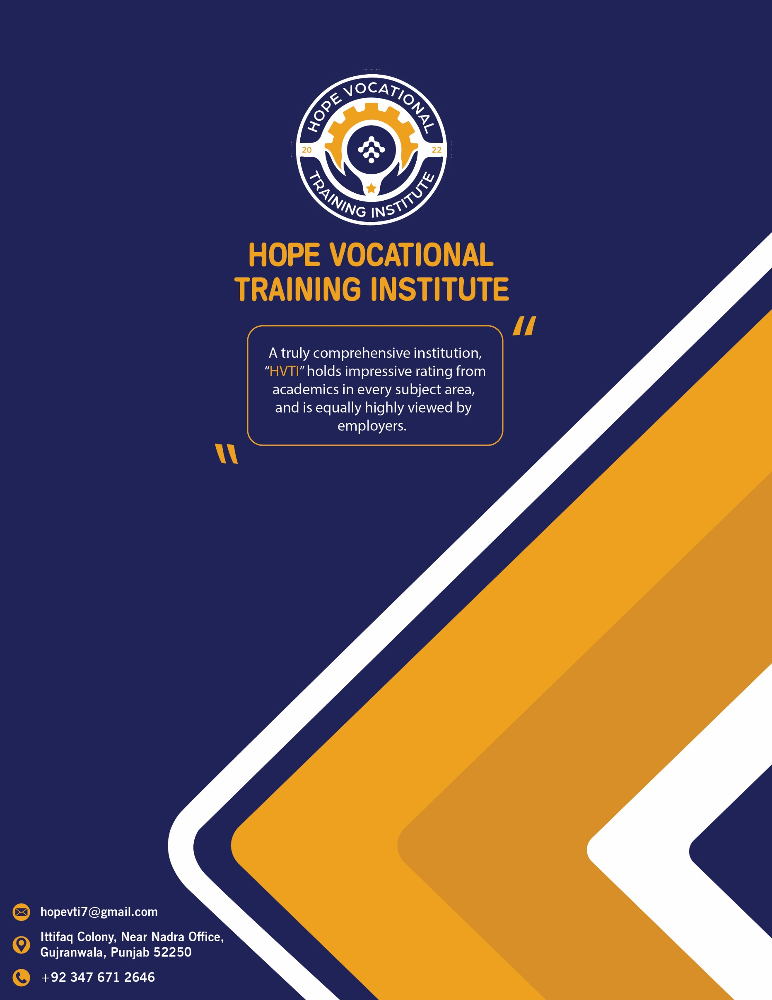 HOPE VOCATIONAL
20 22
TRAINING INSTITUTE
HOPE VOCATIONAL
TRAINING INSTITUTE
A truly comprehensive institution,
“HVTI” holds impressive rating from
academics in every subject area,
and is equally highly viewed by
employers.
hopevti7@gmail.com
Ittifaq Colony, Near Nadra Office,
Gujranwala, Punjab 52250
+92 347 671 2646